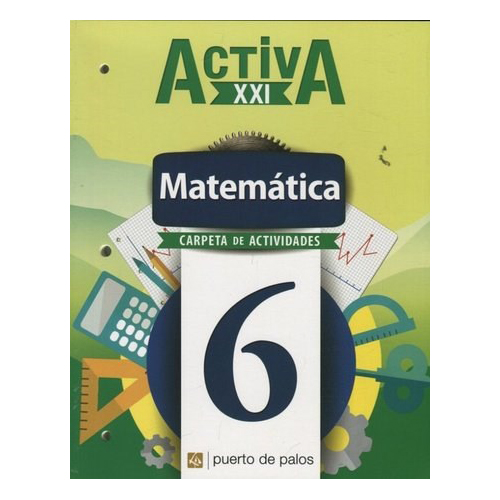 ACTIVA
XXI
Matemática
CARPETA DE ACTIVIDADES
6
puerto de palos